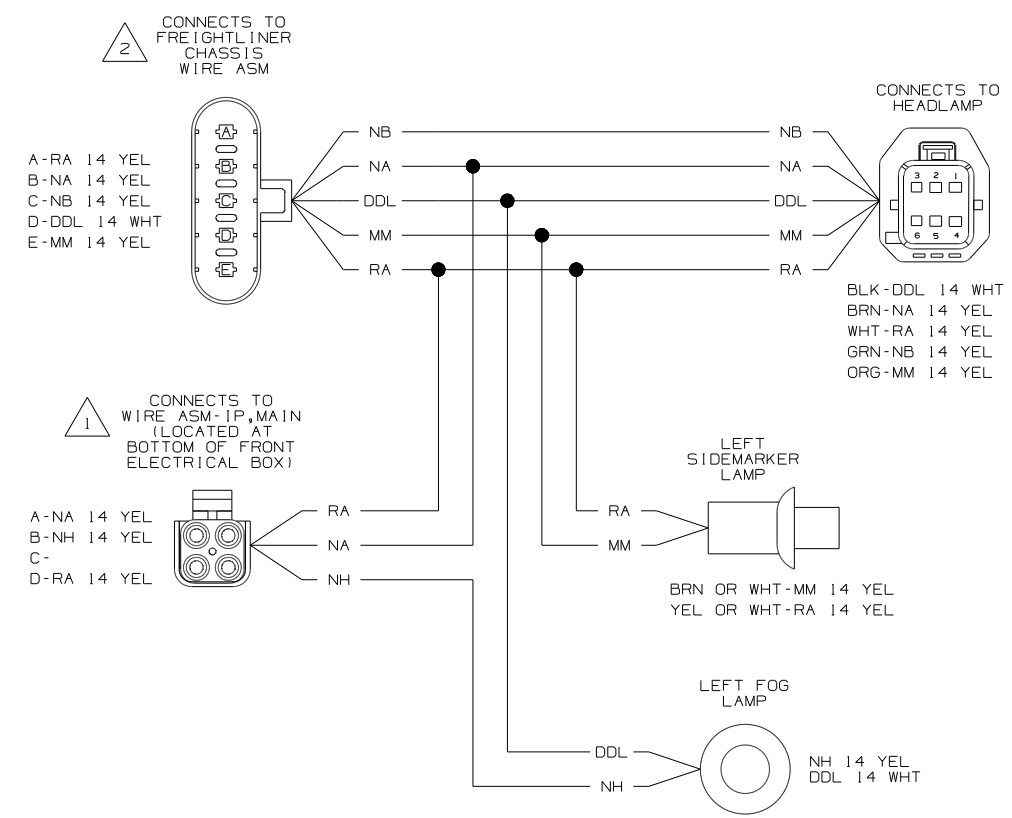 CONNECTS TO
FREIGHTLINER
CHASSIS
WIRE ASM
2
A
B
C
D
E
A-RA 14 YEL
B-NA 14 YEL
C-NB 14 YEL
D-DDL 14 WHT
E-MM 14 YEL
NB NB
NA NA
DDL DDL
MM MM
RA RA
CONNECTS TO
HEADLAMP
3 2 1
6 5 4
BLK-DDL 14 WHT
BRN-NA 14 YEL
WHT-RA 14 YEL
GRN-NB 14 YEL
ORG-MM 14 YEL
1
CONNECTS TO
WIRE ASM-IP,MAIN
(LOCATED AT
BOTTOM OF FRONT
ELECTRICAL BOX)
A-NA 14 YEL
B-NH 14 YEL
C-
D-RA 14 YEL
RA
NA
NH
LEFT
SIDEMARKER
LAMP
RA
MM
BRN OR WHT-MM 14 YEL
YEL OR WHT-RA 14 YEL
LEFT FOG
LAMP
DDL
NH
NH 14 YEL
DDL 14 WHT